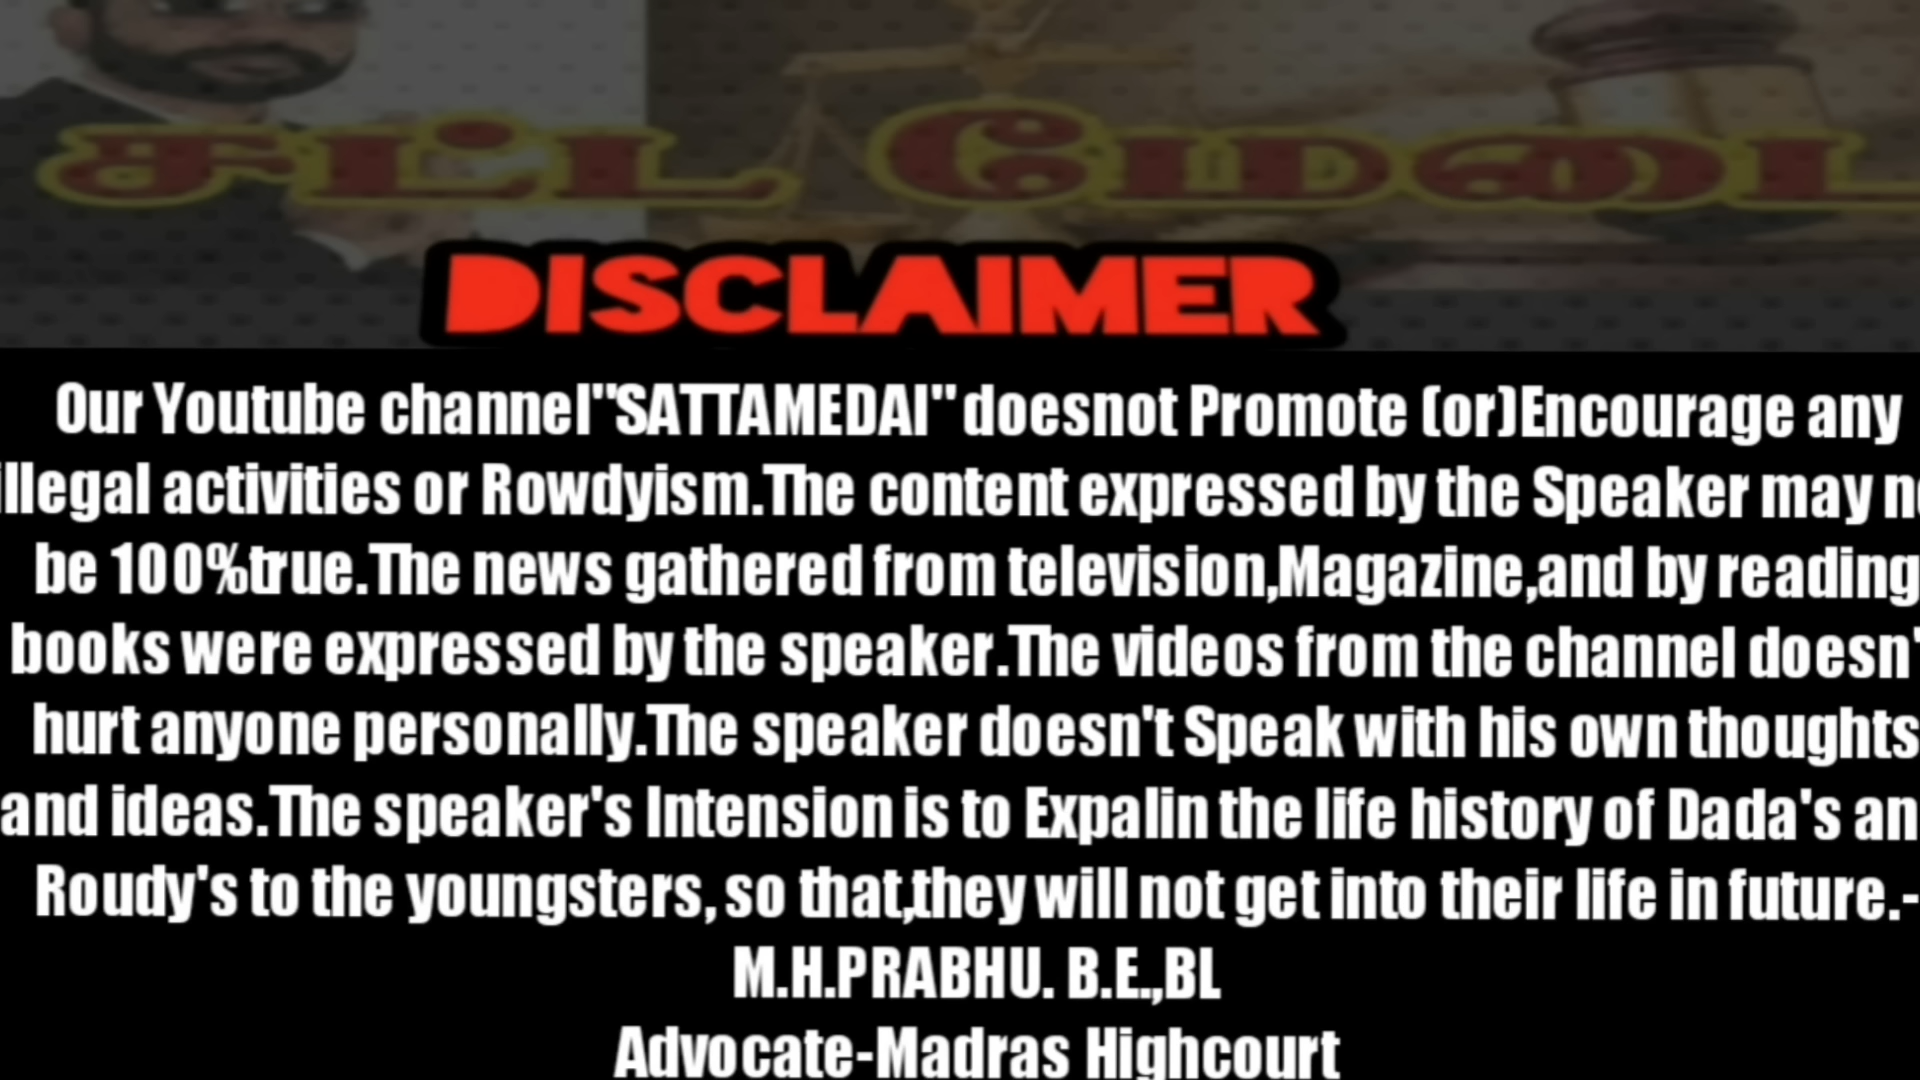 சட்ட மேடை
DISCLAIMER
Our Youtube channel"SATTAMEDAI"doesnot Promote (or)Encourage any
illegal activities or Rowdyism.The content expressed by the Speaker may
be 100%true.The news gathered from television,Magazine,and by reading
books were expressed by the speaker.The videos from the channel doesn'
hurt anyone personally.The speaker doesn't Speak with his own thoughts
and ideas.The speaker's Intension is to Expalin the life history of Dada's an
Roudy's to the youngsters, so that,they will not get into their life in future.-
M.H.PRABHU. B.E.,BL
Advocate-Madras Highcourt